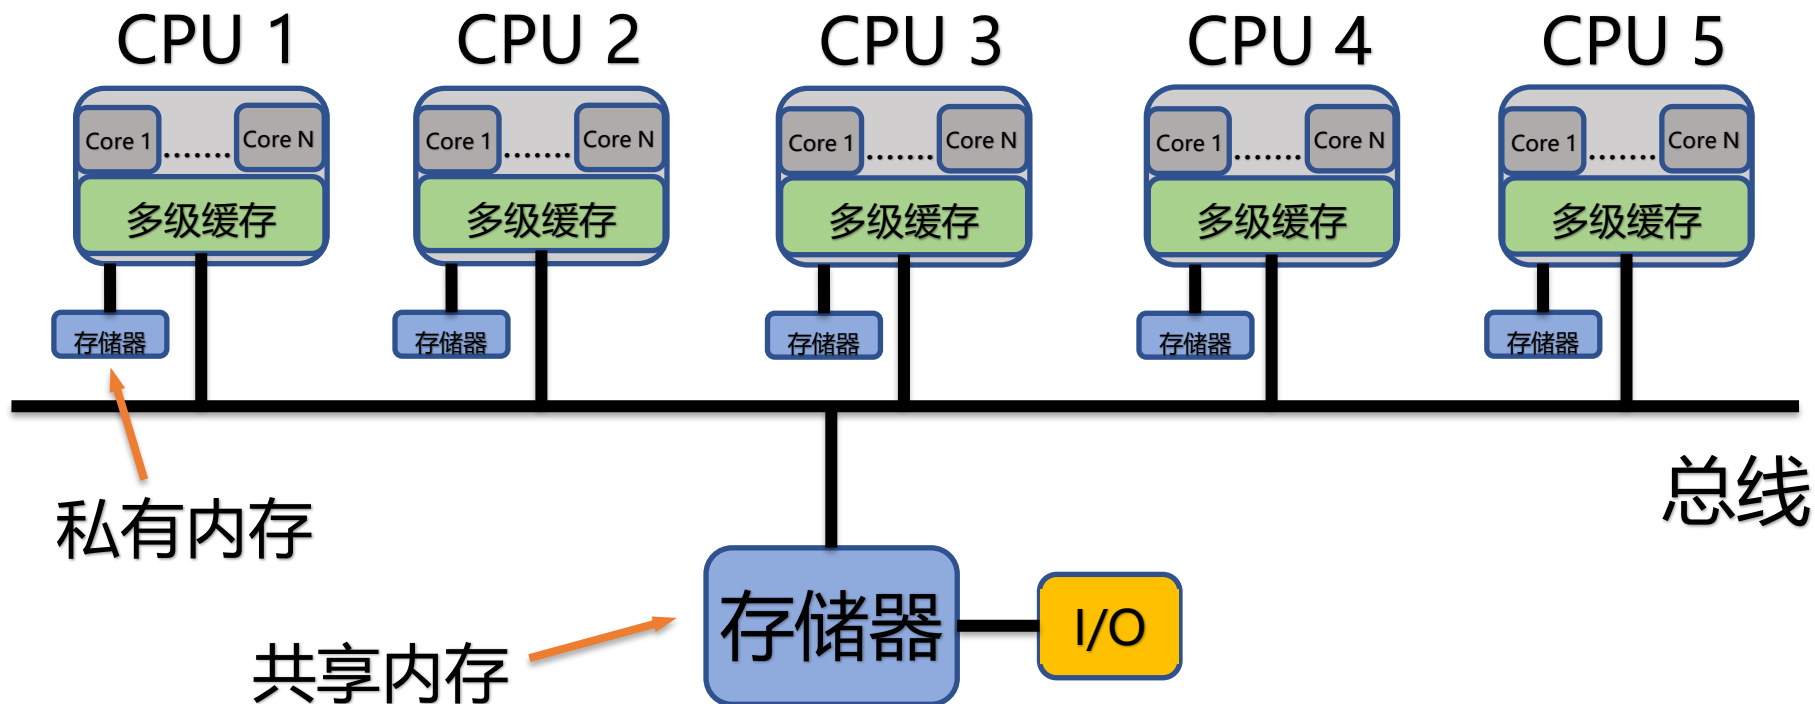 CPU 1 CPU 2 CPU 3 CPU 4 CPU 5
Core 1 ....... Core N Core 1 ....... Core N Core 1 ....... Core N Core 1 ....... Core N Core 1 ....... Core N
多级缓存 多级缓存 多级缓存 多级缓存 多级缓存
存储器 存储器 存储器 存储器 存储器
总线
私有内存
存储器 I/O
共享内存